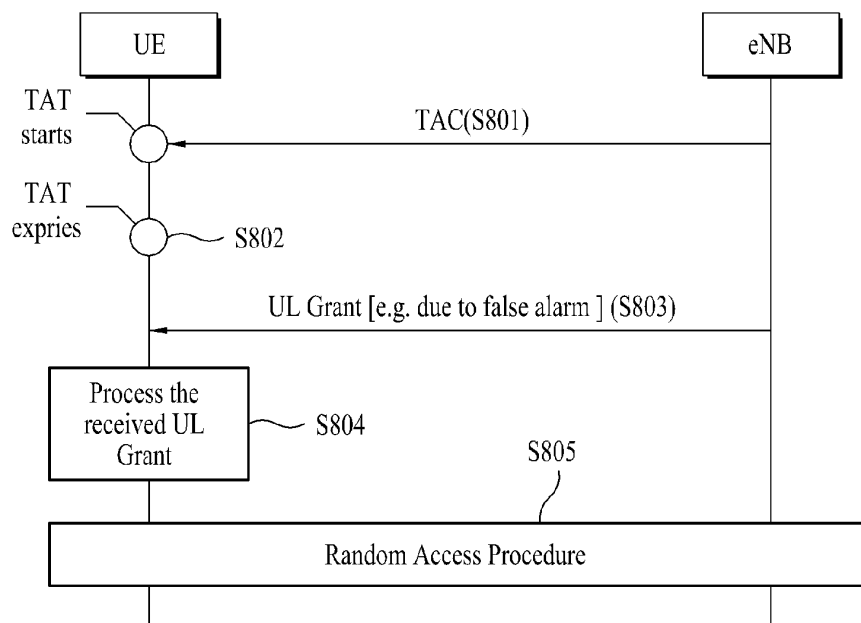 UE
eNB
TAT
starts
TAC(S801)
TAT
expries
S802
UL Grant [e.g. due to false alarm ] (S803)
Process the
received UL
Grant
S804
S805
Random Access Procedure